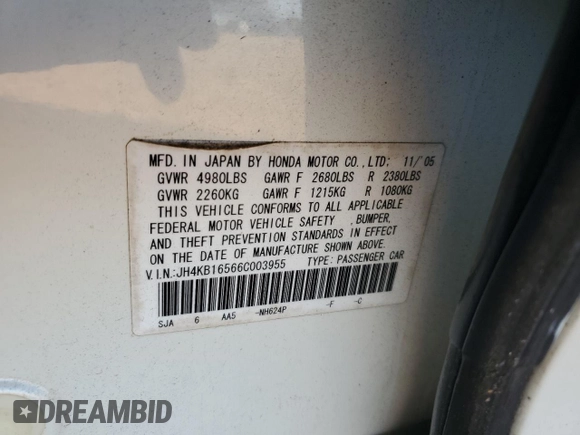 MFD. IN JAPAN BY HONDA MOTOR CO., LTD: 11/'05
GVWR 4980LBS GAWR F 2680LBS R 2380LBS
GVWR 2260KG GAWR F 1215KG R 1080KG
THIS VEHICLE CONFORMS TO ALL APPLICABLE
FEDERAL MOTOR VEHICLE SAFETY , BUMPER,
AND THEFT PREVENTION STANDARDS IN EFFECT
ON THE DATE OF MANUFACTURE SHOWN ABOVE.
V.I.N.:JH4KB16566C003955 TYPE: PASSENGER CAR
SJA 6 AA5 -NH624P -F -C
DREAMBID